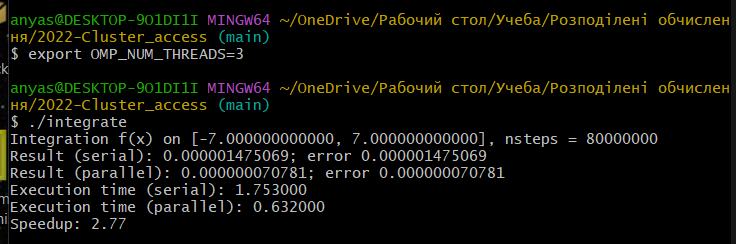 anyas@DESKTOP-9O1DI1I MINGW64 ~/OneDrive/Рабочий стол/Учеба/Розподілені обчислен
ня/2022-Cluster_access (main)
$ export OMP_NUM_THREADS=3
anyas@DESKTOP-9O1DI1I MINGW64 ~/OneDrive/Рабочий стол/Учеба/Розподілені обчислен
ня/2022-Cluster_access (main)
$ ./integrate
Integration f(x) on [-7.000000000000, 7.000000000000], nsteps = 80000000
Result (serial): 0.000001475069; error 0.000001475069
Result (parallel): 0.000000070781; error 0.000000070781
Execution time (serial): 1.753000
Execution time (parallel): 0.632000
Speedup: 2.77